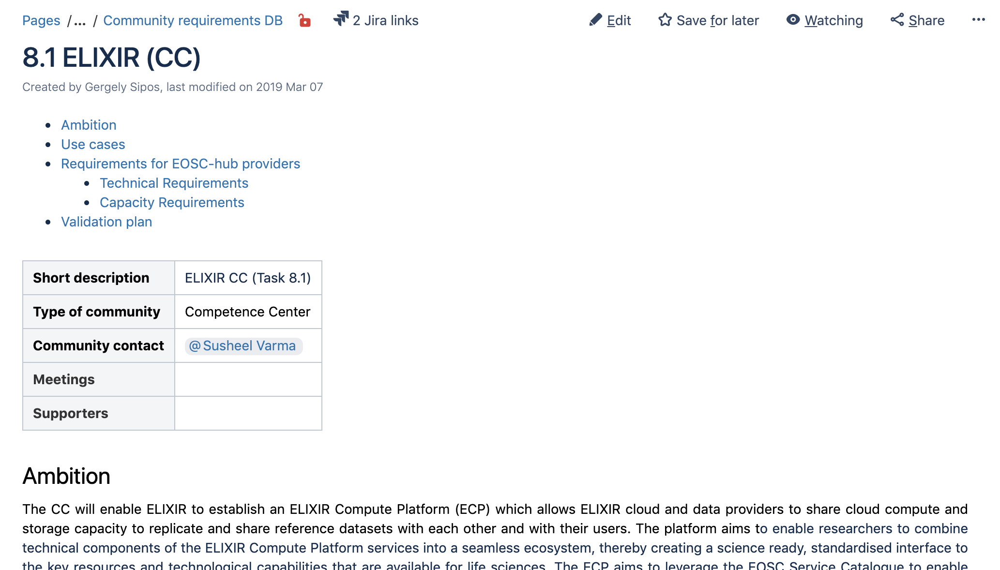 Pages / ... / Community requirements DB 2 Jira links Edit Save for later Watching Share ...
8.1 ELIXIR (CC)
Created by Gergely Sipos, last modified on 2019 Mar 07
• Ambition
• Use cases
• Requirements for EOSC-hub providers
• Technical Requirements
• Capacity Requirements
• Validation plan
Short description ELIXIR CC (Task 8.1)
Type of community Competence Center
Community contact @Susheel Varma
Meetings
Supporters
Ambition
The CC will enable ELIXIR to establish an ELIXIR Compute Platform (ECP) which allows ELIXIR cloud and data providers to share cloud compute and
storage capacity to replicate and share reference datasets with each other and with their users. The platform aims to enable researchers to combine
technical components of the ELIXIR Compute Platform services into a seamless ecosystem, thereby creating a science ready, standardised interface to
the key resources and technological capabilities that are available for life sciences. The ECP aims to leverage the EOSC Service Catalogue to enable